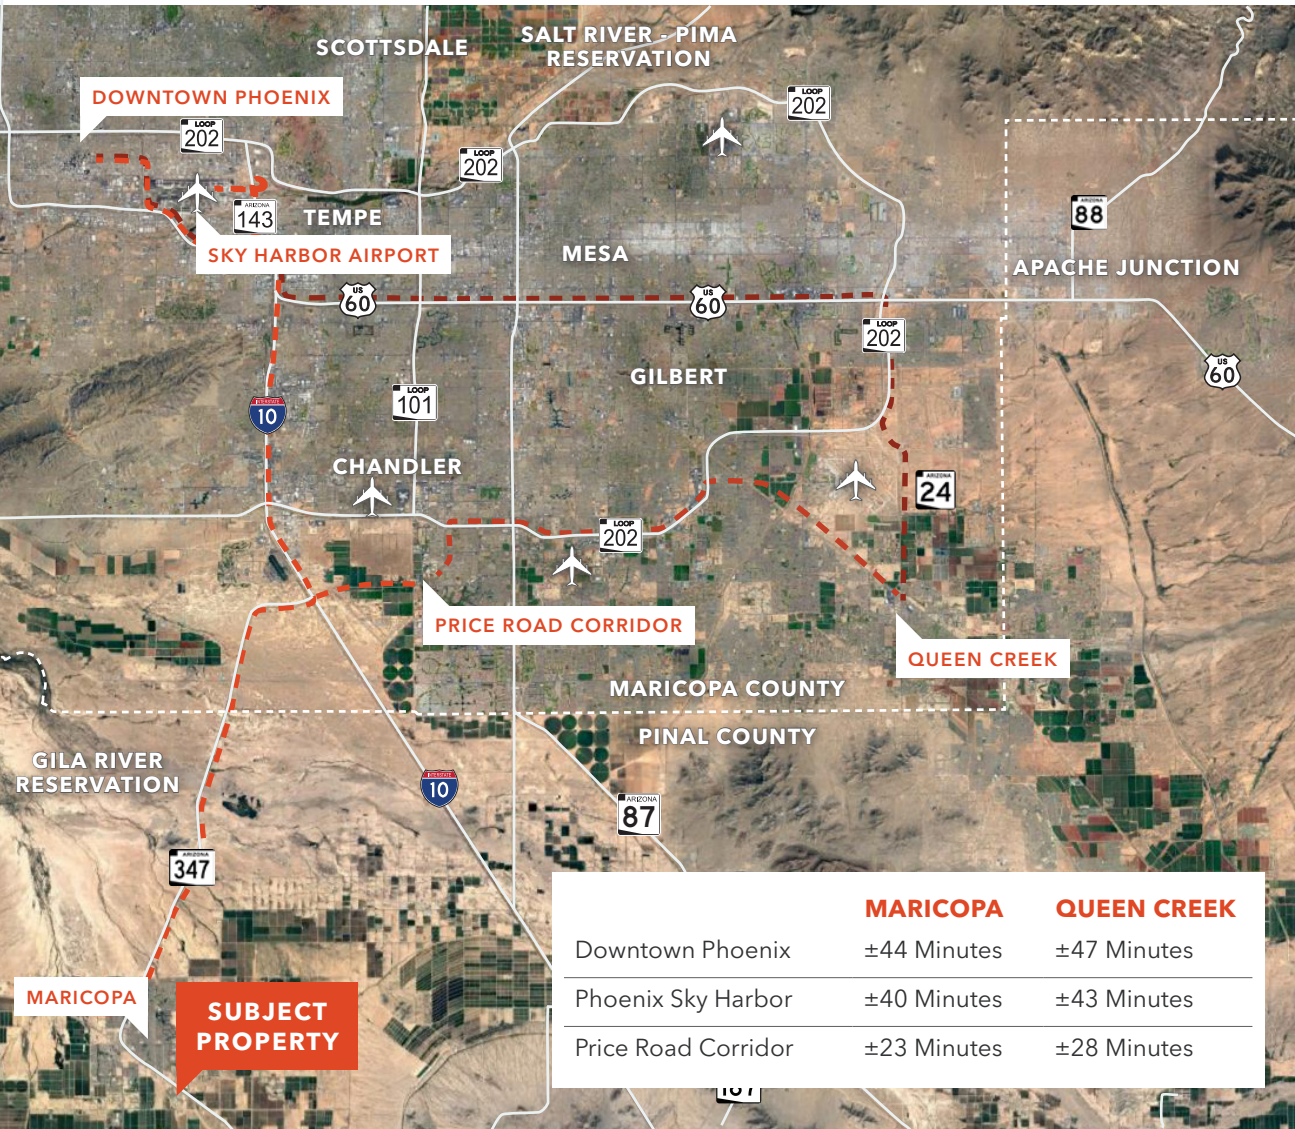 SCOTTSDALE
SALT RIVER - PIMA
RESERVATION
DOWNTOWN PHOENIX
LOOP
202
LOOP
202
LOOP
202
ARIZONA
143
TEMPE
ARIZONA
88
SKY HARBOR AIRPORT
MESA
APACHE JUNCTION
US
60
US
60
LOOP
202
US
60
GILBERT
LOOP
101
INTERSTATE
10
CHANDLER
ARIZONA
24
LOOP
202
PRICE ROAD CORRIDOR
QUEEN CREEK
MARICOPA COUNTY
PINAL COUNTY
GILA RIVER
RESERVATION
INTERSTATE
10
ARIZONA
87
ARIZONA
347
MARICOPA
SUBJECT
PROPERTY
MARICOPA QUEEN CREEK
Downtown Phoenix ±44 Minutes ±47 Minutes
Phoenix Sky Harbor ±40 Minutes ±43 Minutes
Price Road Corridor ±23 Minutes ±28 Minutes